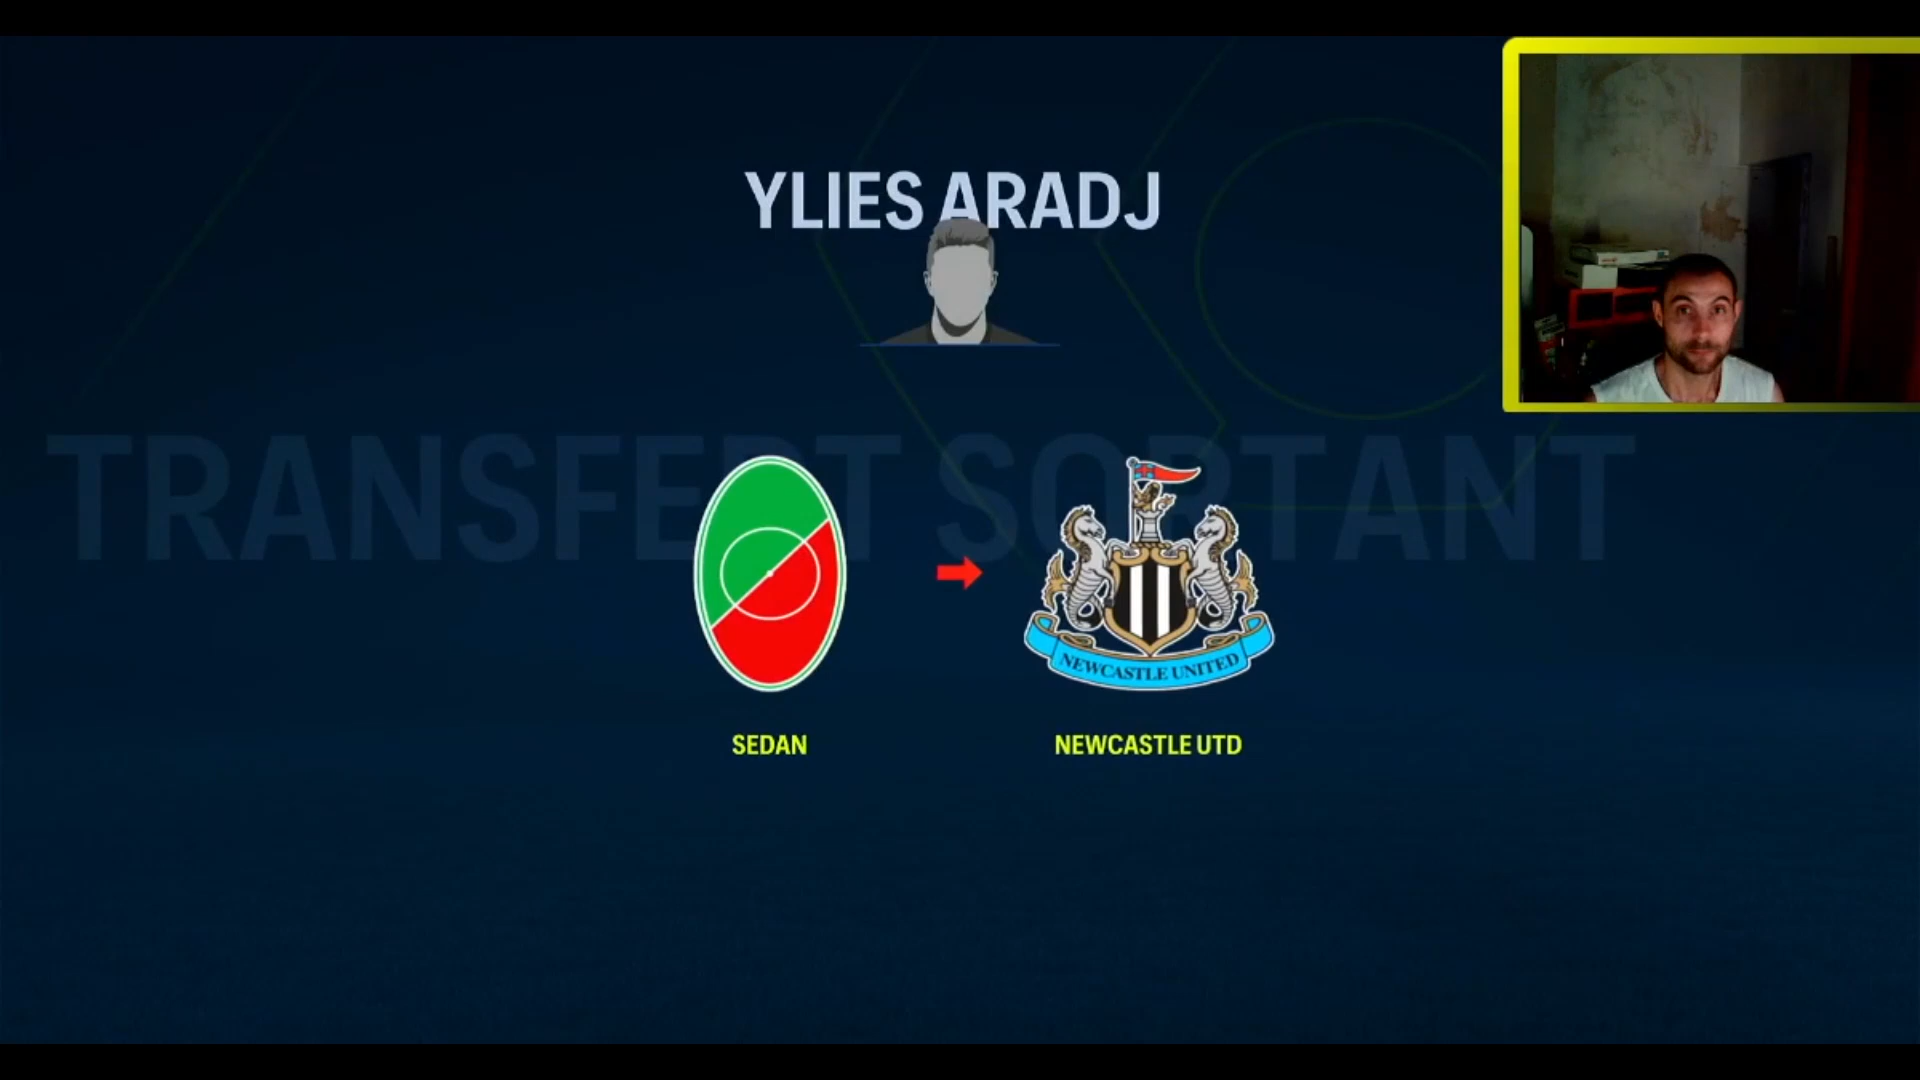 YLIES ARADJ
TRANSFERT SORTANT
NEWCASTLE UNITED
SEDAN
NEWCASTLE UTD